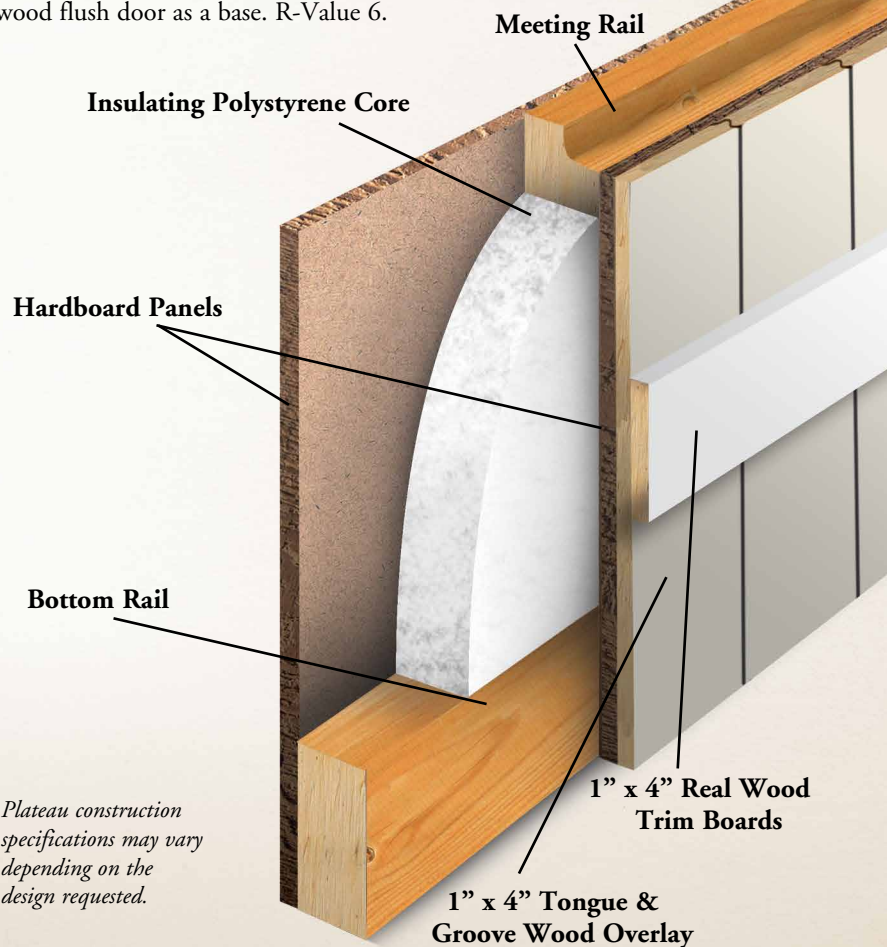 wood flush door as a base. R-Value 6.
Meeting Rail
Insulating Polystyrene Core
Hardboard Panels
Bottom Rail
1” x 4” Real Wood
Trim Boards
Plateau construction
specifications may vary
depending on the
design requested.
1” x 4” Tongue &
Groove Wood Overlay